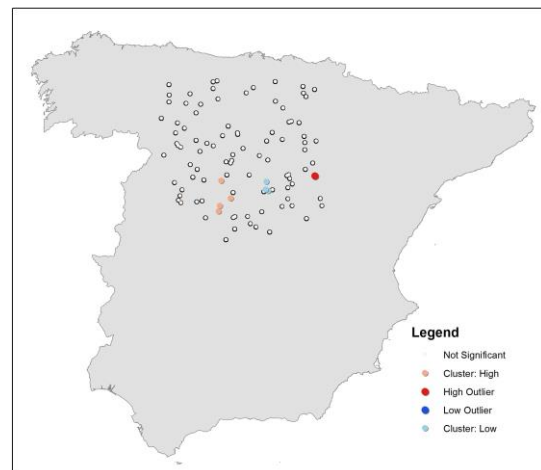 Legend
Not Significant
Cluster: High
High Outlier
Low Outlier
Cluster: Low